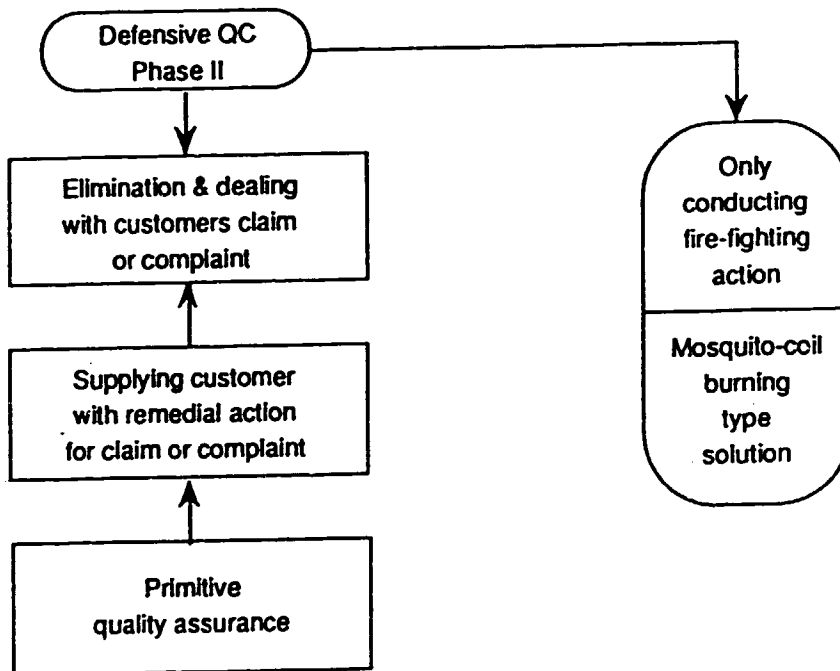 Defensive QC
Phase II
Elimination & dealing
with customers claim
or complaint
Supplying customer
with remedial action
for claim or complaint
Primitive
quality assurance
Only
conducting
fire-fighting
action
Mosquito-coil
burning
type
solution